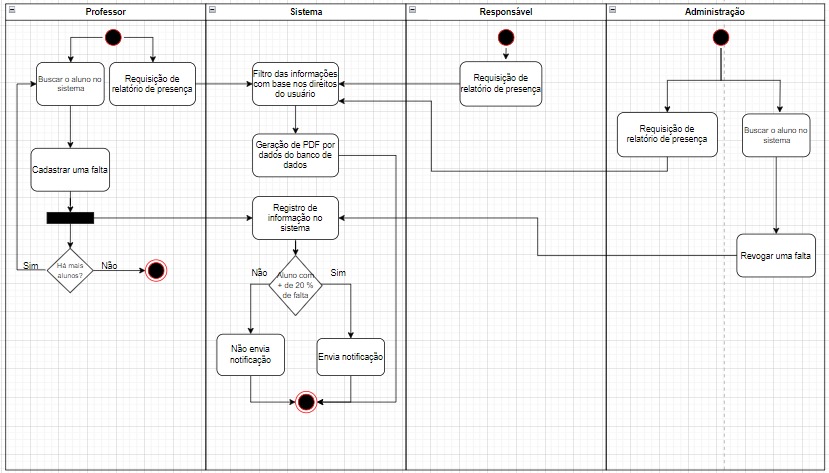 Professor
Sistema
Responsável
Administração
Buscar o aluno no
sistema
Requisição de
relatório de presença
Filtro das informações
com base nos direitos
do usuário
Requisição de
relatório de presença
Requisição de
relatório de presença
Buscar o aluno no
sistema
Geração de PDF por
dados do banco de
dados
Cadastrar uma falta
Registro de
informação no
sistema
Revogar uma falta
Sim
Há mais
alunos?
Não
Não
Aluno com
+ de 20 %
de falta
Sim
Não envia
notificação
Envia notificação